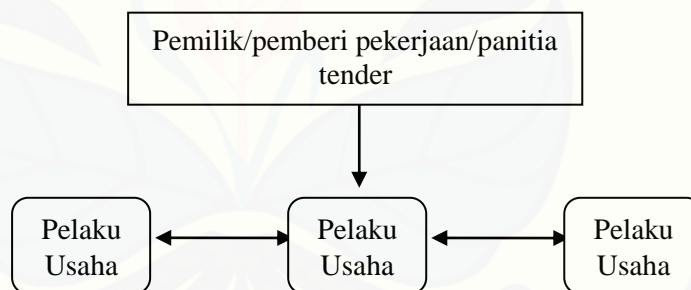 Pemilik/pemberi pekerjaan/panitia
tender
Pelaku
Usaha
Pelaku
Usaha
Pelaku
Usaha